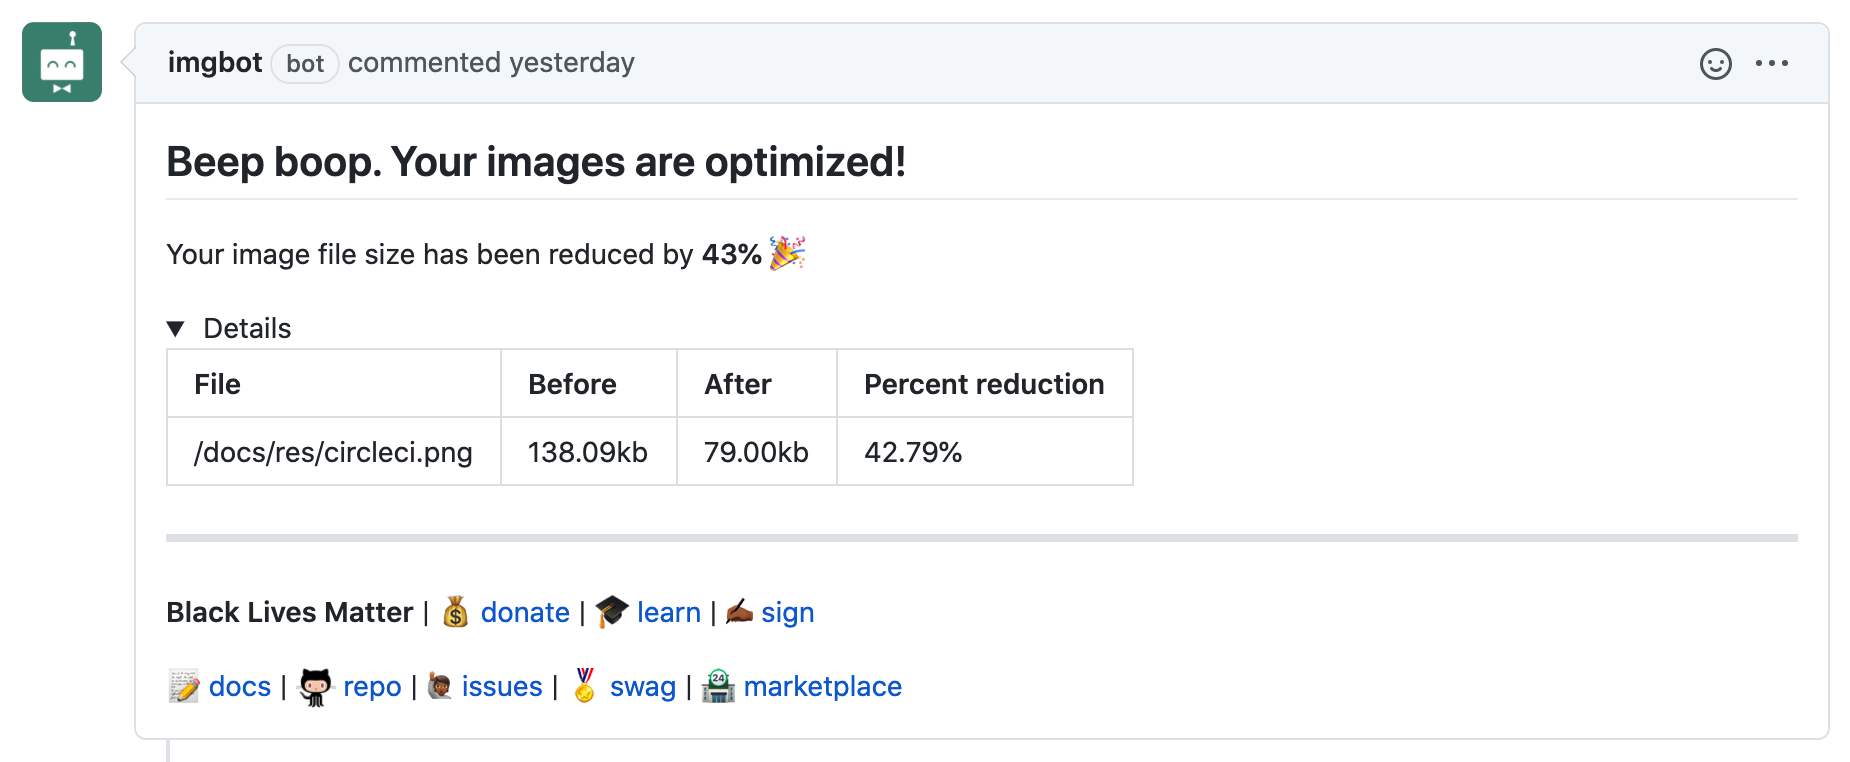 imgbot bot commented yesterday
Beep boop. Your images are optimized!
Your image file size has been reduced by 43% 🎉
▼ Details
File Before After Percent reduction
/docs/res/circleci.png 138.09kb 79.00kb 42.79%
Black Lives Matter | 💰 donate | 🎓 learn | ✍🏾 sign
📝 docs | repo | 🙋🏾 issues | 🏅 swag | 🏪 marketplace